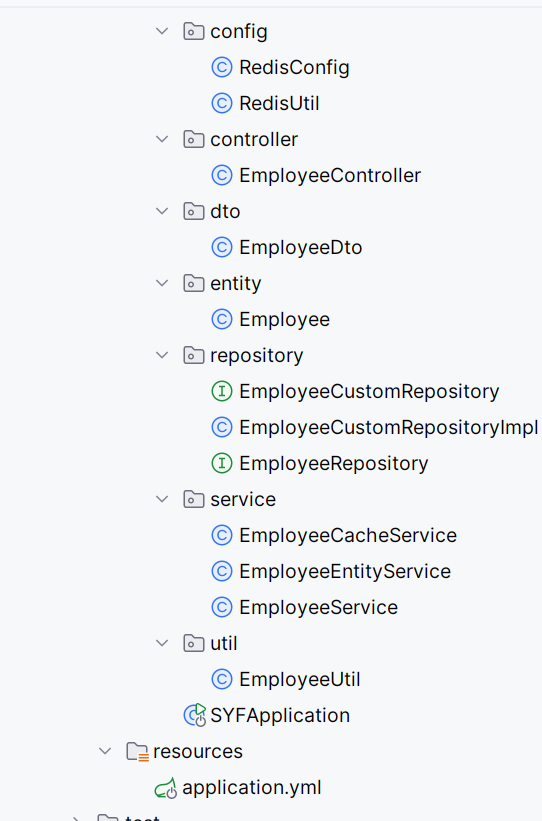 config
RedisConfig
RedisUtil
controller
EmployeeController
dto
EmployeeDto
entity
Employee
repository
EmployeeCustomRepository
EmployeeCustomRepositoryImpl
EmployeeRepository
service
EmployeeCacheService
EmployeeEntityService
EmployeeService
util
EmployeeUtil
SYFApplication
resources
application.yml
test